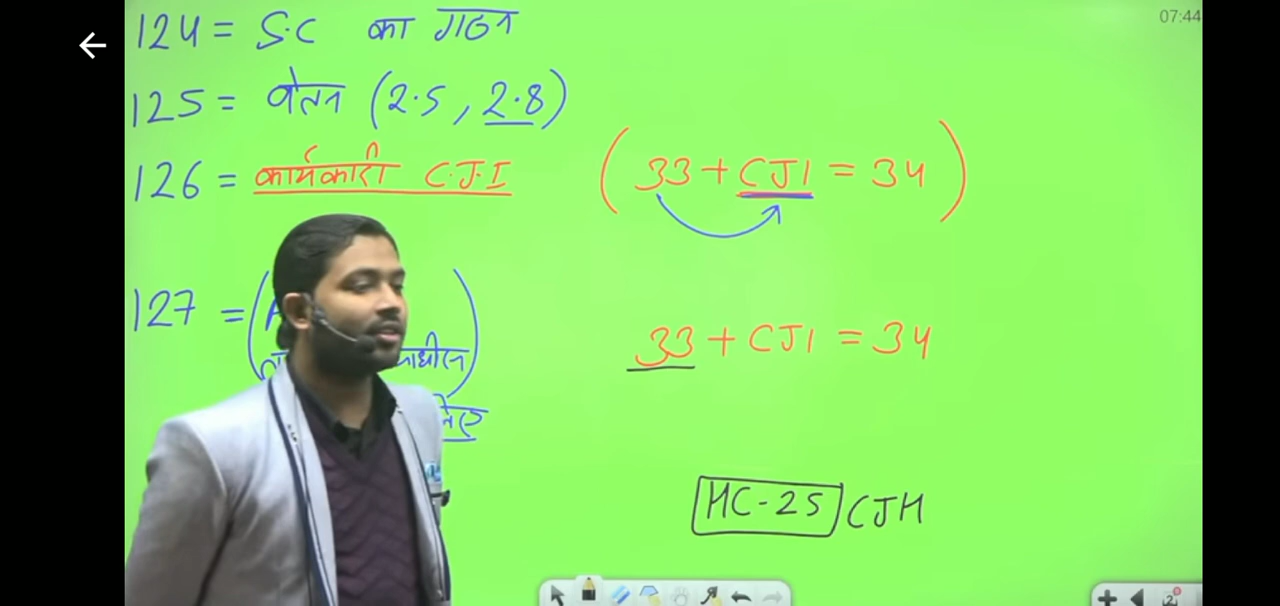 07:44
124 = S.C का गठन
125 = वेतन (2.5, 2.8)
126 = कार्यकारी C.J.I
(33 + CJI = 34)
127 =
33 + CJI = 34
HC-25 CJH